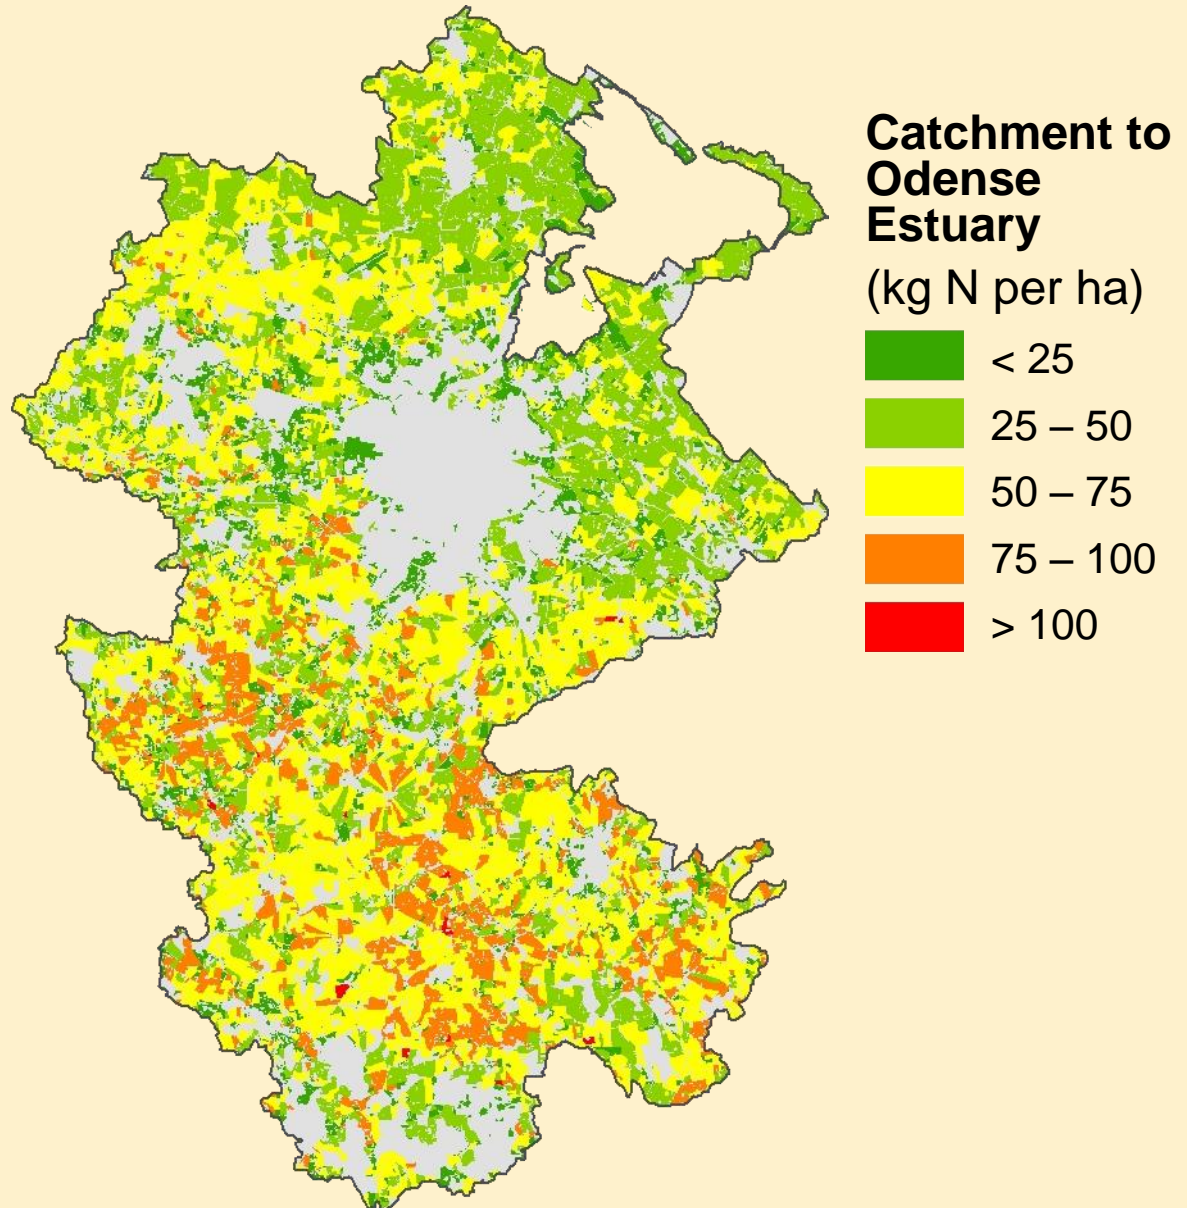 Catchment to
Odense
Estuary
(kg N per ha)
< 25
25 – 50
50 – 75
75 – 100
> 100